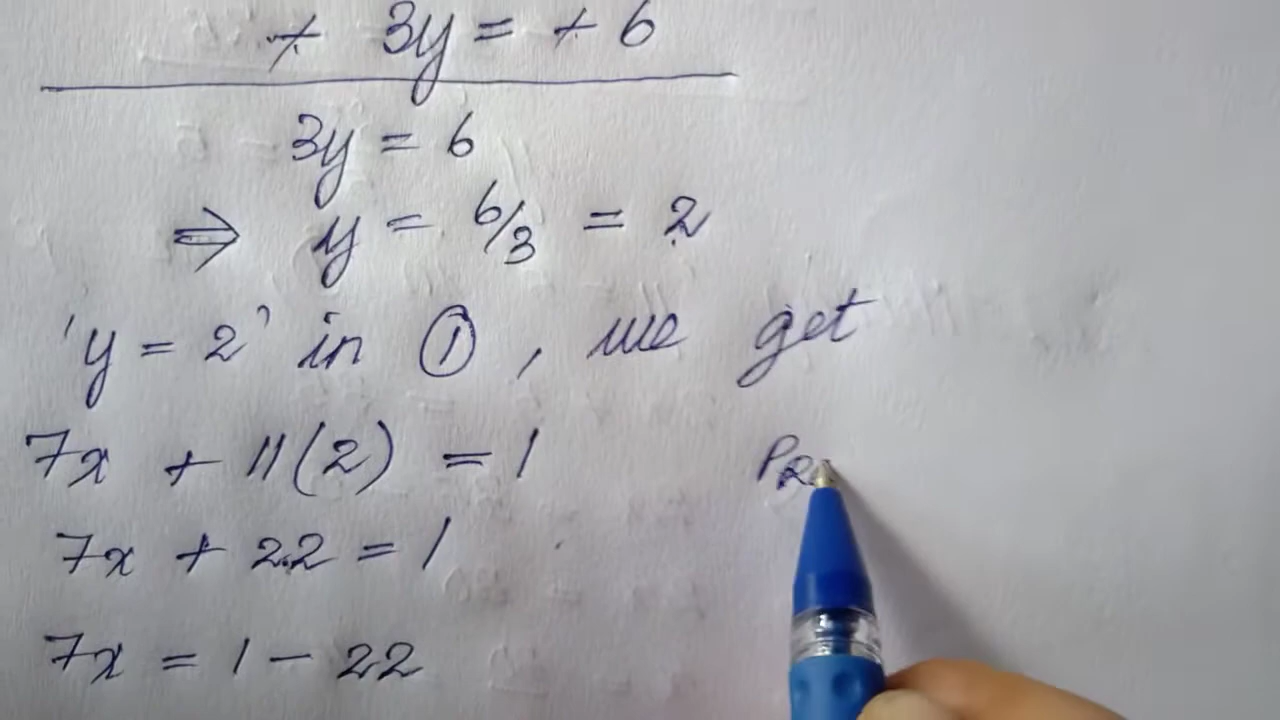 + 3y = + 6
3y = 6
⇒ y = 6/3 = 2
'y = 2' in ①, we get
7x + 11(2) = 1
7x + 22 = 1
7x = 1 - 22